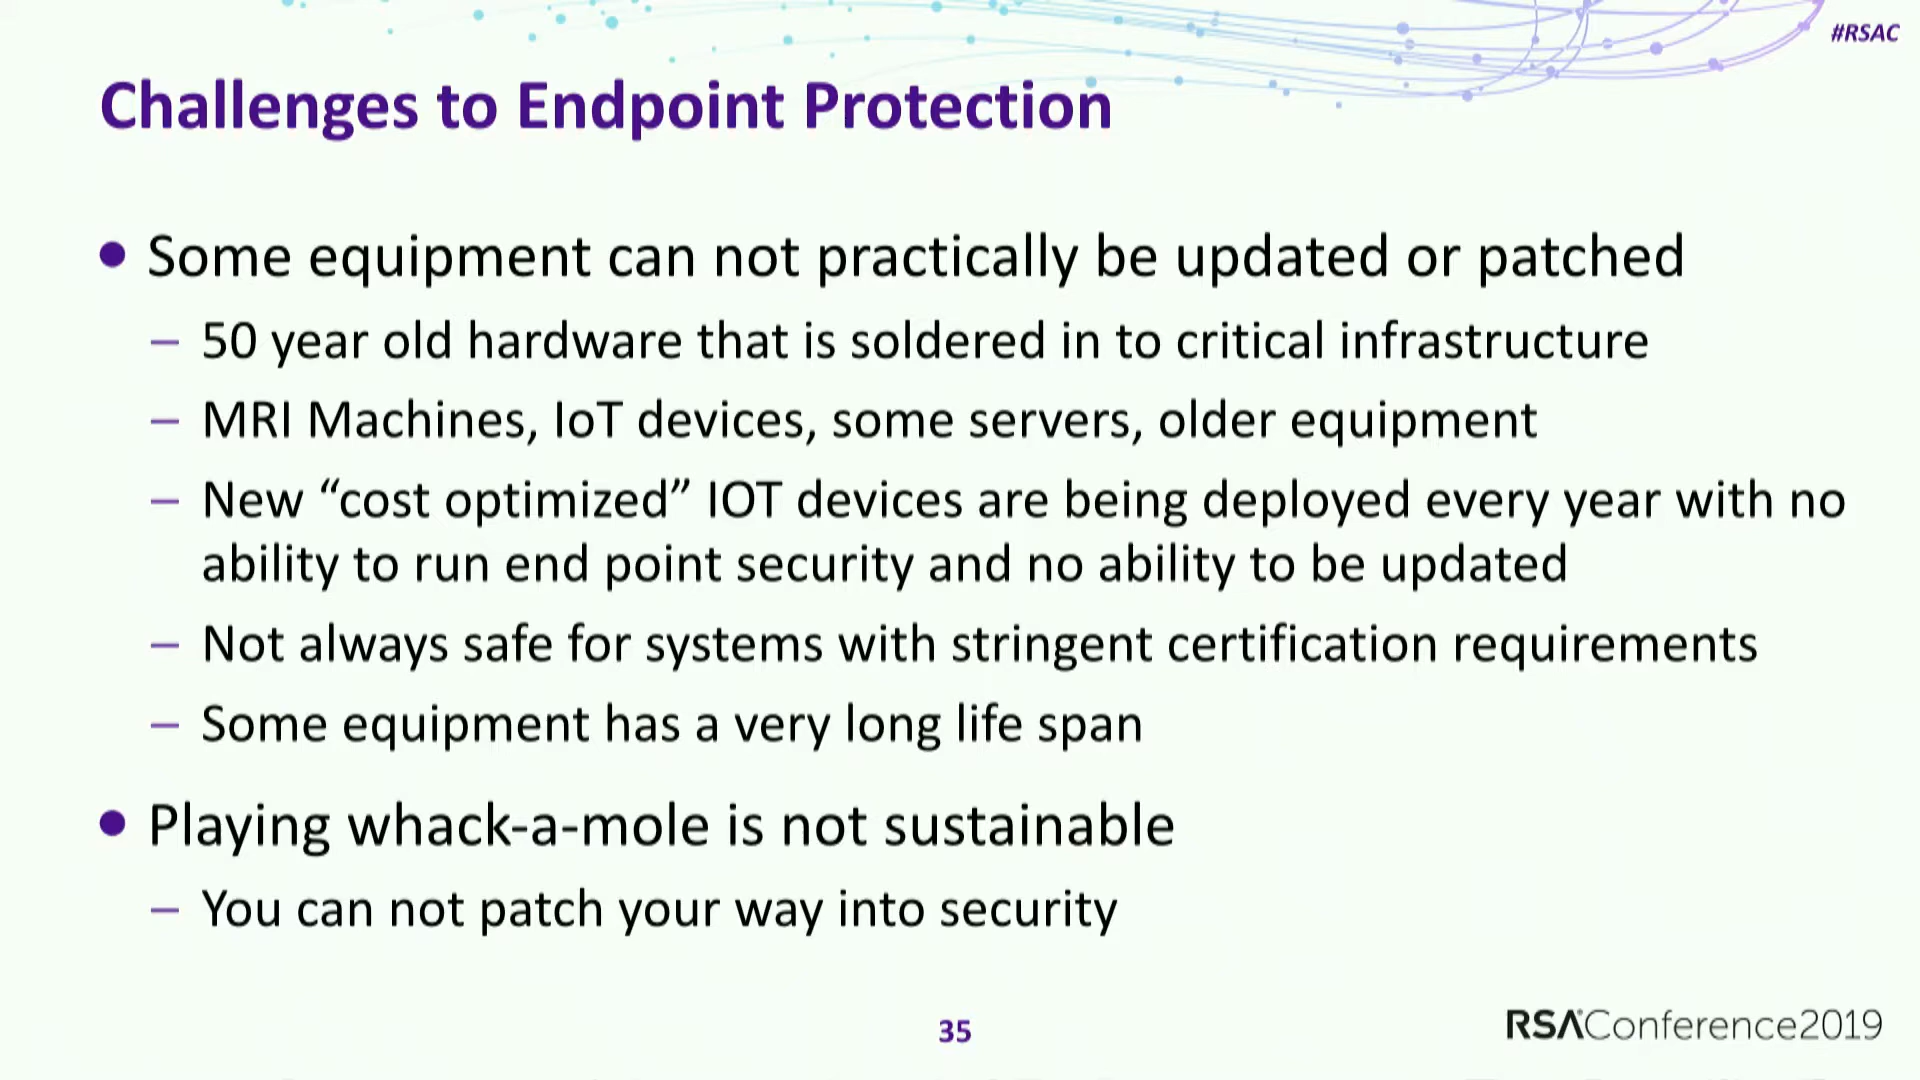 #RSAC
Challenges to Endpoint Protection
• Some equipment can not practically be updated or patched
– 50 year old hardware that is soldered in to critical infrastructure
– MRI Machines, IoT devices, some servers, older equipment
– New “cost optimized” IOT devices are being deployed every year with no
ability to run end point security and no ability to be updated
– Not always safe for systems with stringent certification requirements
– Some equipment has a very long life span
• Playing whack-a-mole is not sustainable
– You can not patch your way into security
35
RSAConference2019